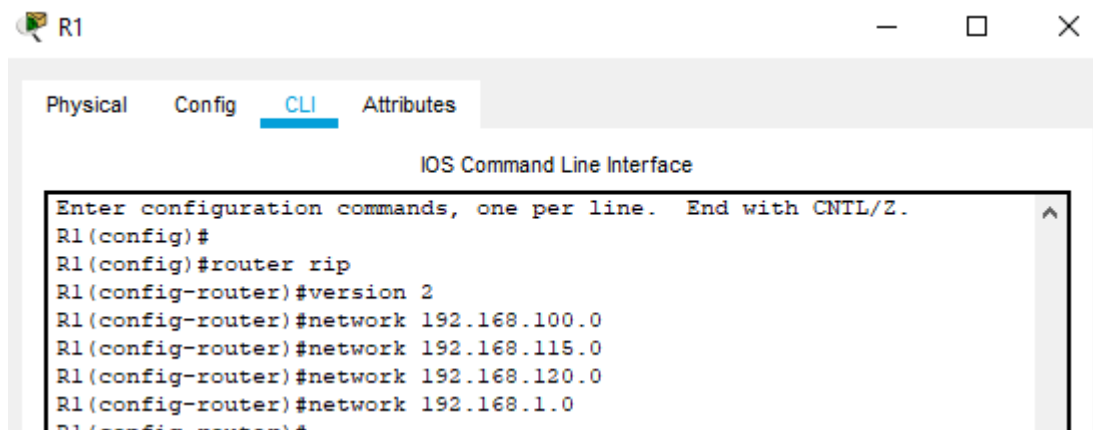 R1
Physical Config CLI Attributes
IOS Command Line Interface
Enter configuration commands, one per line.  End with CNTL/Z.
R1(config)#
R1(config)#router rip
R1(config-router)#version 2
R1(config-router)#network 192.168.100.0
R1(config-router)#network 192.168.115.0
R1(config-router)#network 192.168.120.0
R1(config-router)#network 192.168.1.0
R1(config-router)#